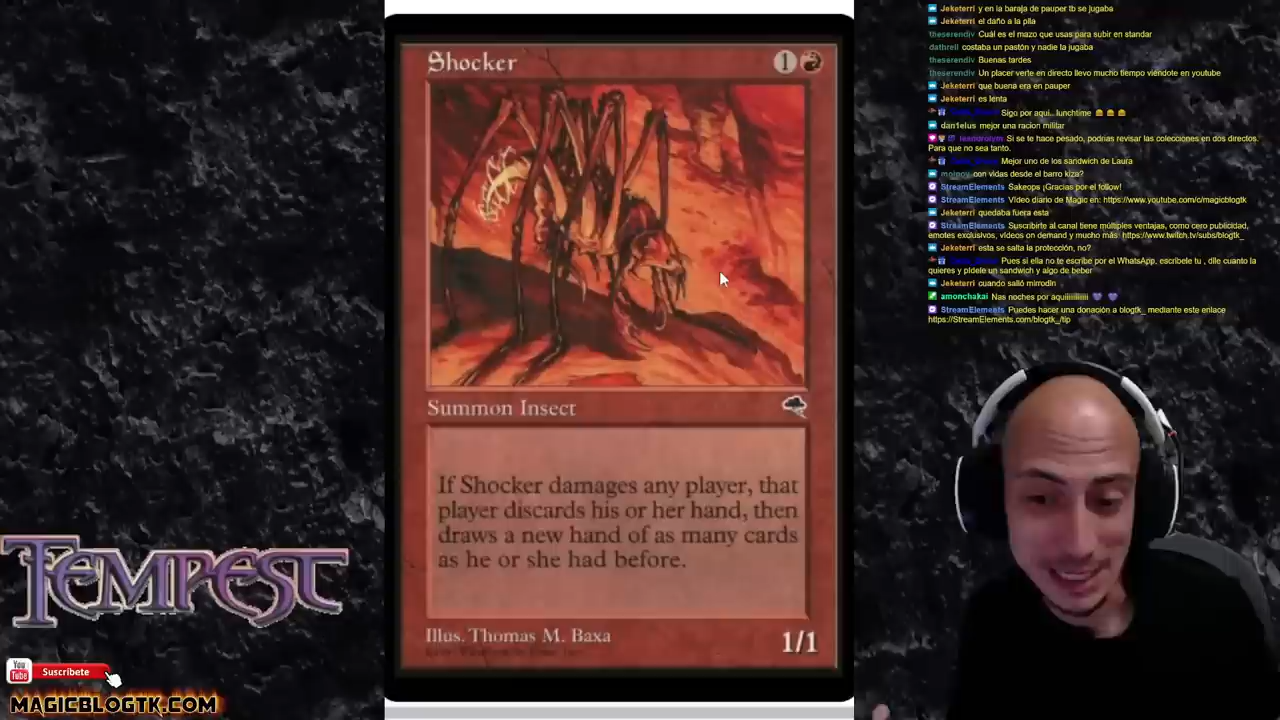 Shocker
1
Summon Insect
If Shocker damages any player, that
player discards his or her hand, then
draws a new hand of as many cards
as he or she had before.
Illus. Thomas M. Baxa
1/1
TEMPEST
You
Tube
Suscríbete
MAGICBLOGTK.COM
Jeketerri y en la baraja de pauper tb se jugaba
Jeketerri el daño a la pila
theserendiv Cuál es el mazo que usas para subir en standar
dathrell costaba un pastón y nadie la jugaba
theserendiv Buenas tardes
theserendiv Un placer verte en directo llevo mucho tiempo viéndote en youtube
Jeketerri que buena era en pauper
Jeketerri es lenta
Sigo por aqui.. lunchtime
dan1elus mejor una racion militar
Si se te hace pesado, podrias revisar las colecciones en dos directos.
Para que no sea tanto.
Mejor uno de los sandwich de Laura
con vidas desde el barro kiza?
StreamElements Sakeops ¡Gracias por el follow!
StreamElements Vídeo diario de Magic en: https://www.youtube.com/c/magicblogtk
Jeketerri quedaba fuera esta
StreamElements Suscribirte al canal tiene múltiples ventajas, como cero publicidad,
emotes exclusivos, vídeos on demand y mucho más: https://www.twitch.tv/subs/blogtk_
Jeketerri esta se salta la protección, no?
Pues si ella no te escribe por el WhatsApp, escríbele tu , dile cuanto la
quieres y pidele un sandwich y algo de beber
Jeketerri cuando salió mirrodin
amonchakai Nas noches por aquiiiiiiiiiii
StreamElements Puedes hacer una donación a blogtk_ mediante este enlace
https://StreamElements.com/blogtk_/tip